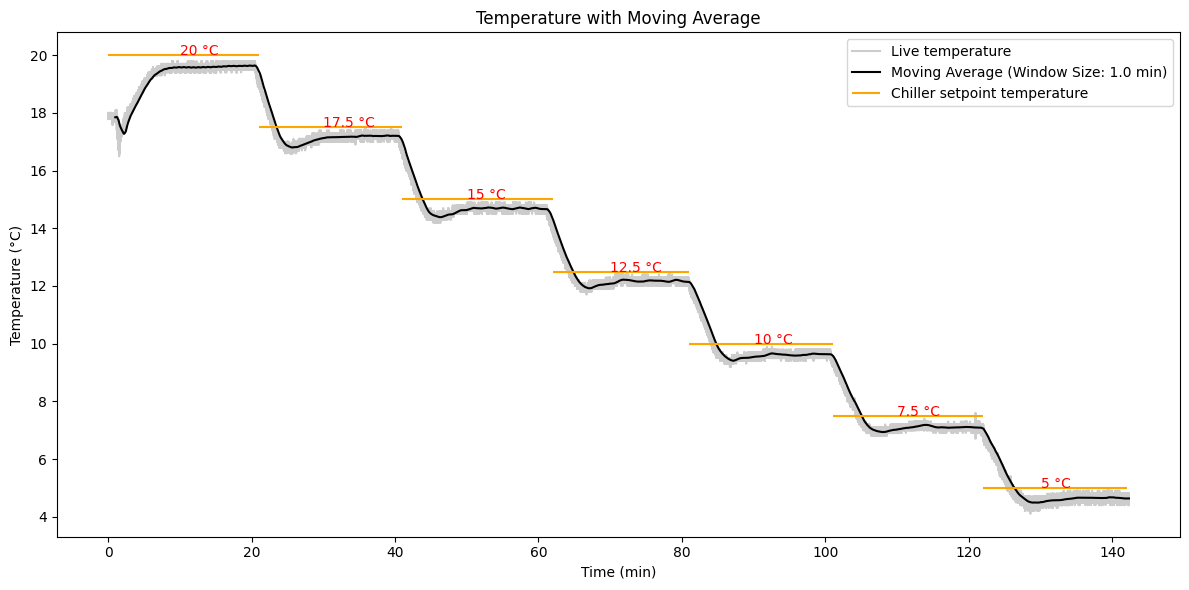 Temperature with Moving Average
Live temperature
Moving Average (Window Size: 1.0 min)
Chiller setpoint temperature
20 °C
17.5 °C
15 °C
12.5 °C
10 °C
7.5 °C
5 °C
Temperature (°C)
20
18
16
14
12
10
8
6
4
0
20
40
60
80
100
120
140
Time (min)